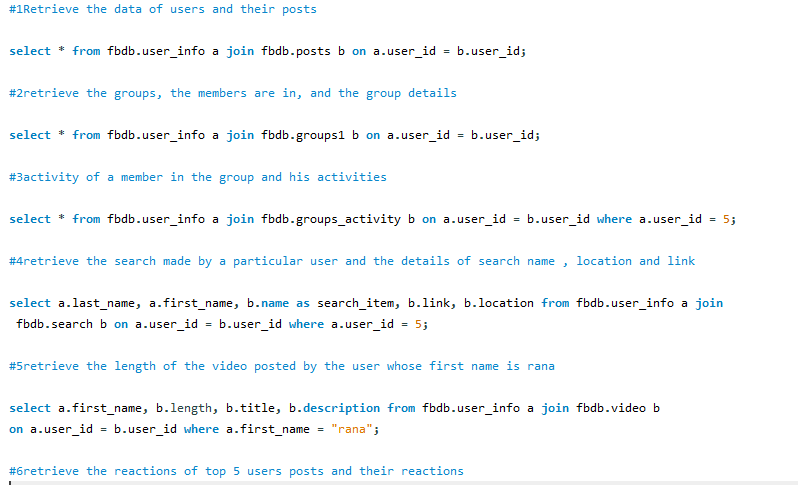 #1Retrieve the data of users and their posts
select * from fbdb.user_info a join fbdb.posts b on a.user_id = b.user_id;
#2retrieve the groups, the members are in, and the group details
select * from fbdb.user_info a join fbdb.groups1 b on a.user_id = b.user_id;
#3activity of a member in the group and his activities
select * from fbdb.user_info a join fbdb.groups_activity b on a.user_id = b.user_id where a.user_id = 5;
#4retrieve the search made by a particular user and the details of search name , location and link
select a.last_name, a.first_name, b.name as search_item, b.link, b.location from fbdb.user_info a join
fbdb.search b on a.user_id = b.user_id where a.user_id = 5;
#5retrieve the length of the video posted by the user whose first name is rana
select a.first_name, b.length, b.title, b.description from fbdb.user_info a join fbdb.video b
on a.user_id = b.user_id where a.first_name = "rana";
#6retrieve the reactions of top 5 users posts and their reactions